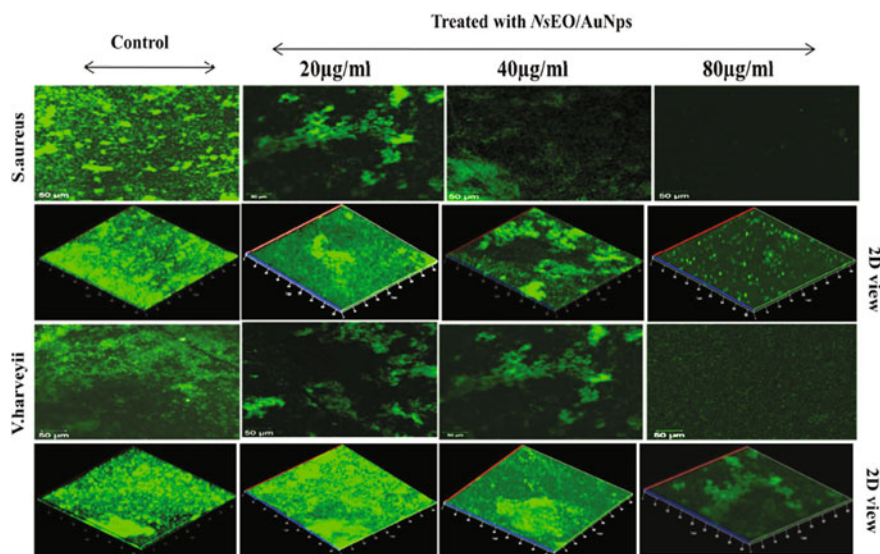 Treated with NsEO/AuNps
Control
20µg/ml
40µg/ml
80µg/ml
S.aureus
50 µm
50 µm
50 µm
2D view
V.harveyii
50 µm
50 µm
50 µm
2D view